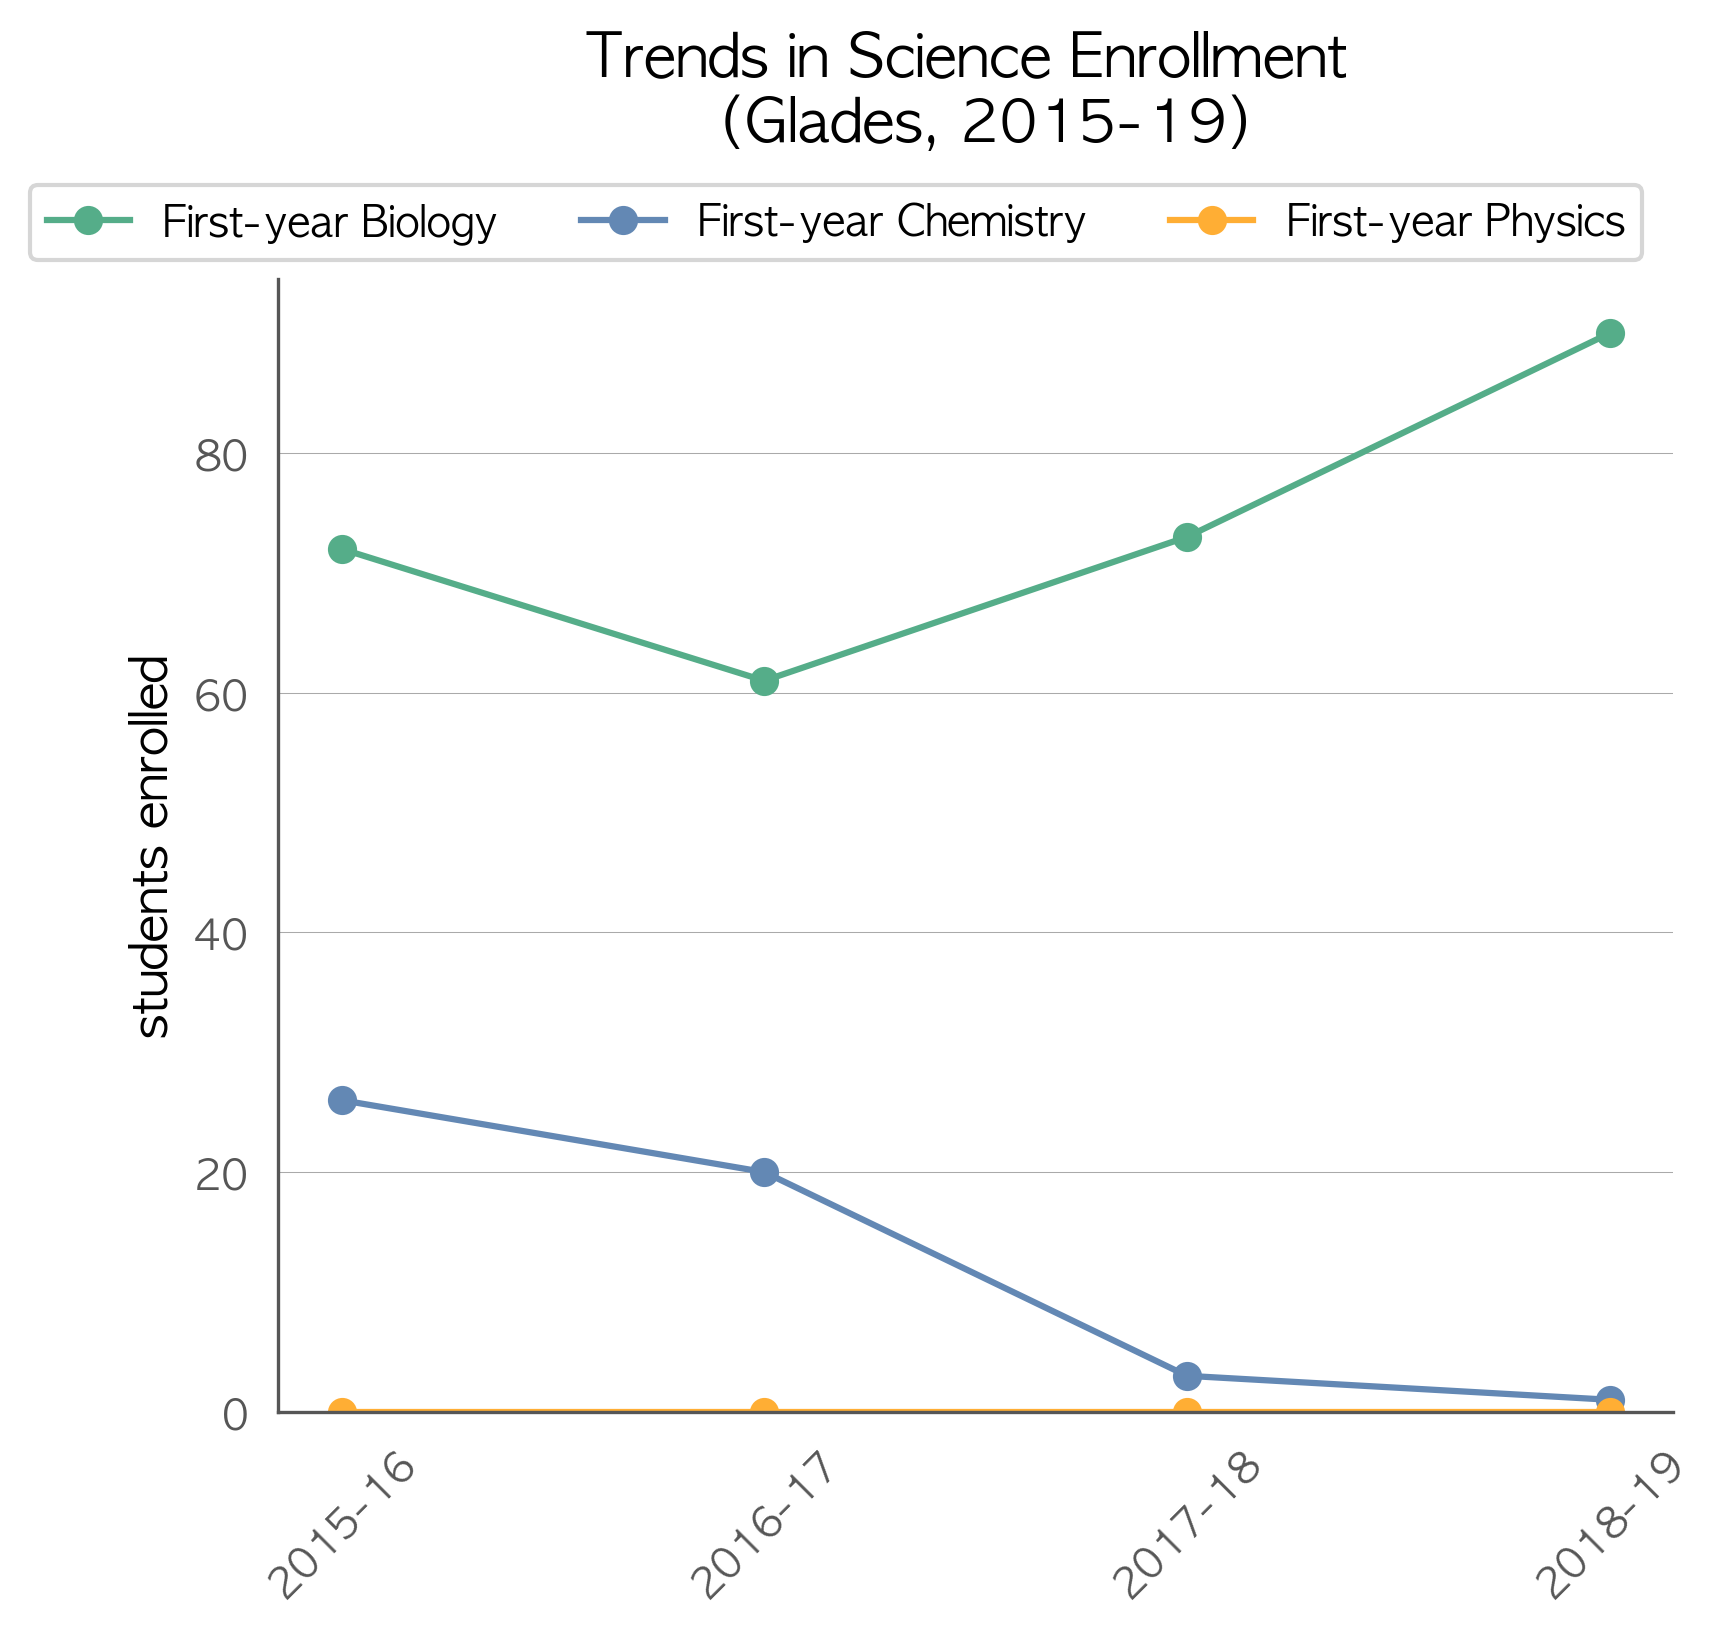 Trends in Science Enrollment
(Glades, 2015-19)
First-year Biology
First-year Chemistry
First-year Physics
students enrolled
80
60
40
20
0
2015-16
2016-17
2017-18
2018-19